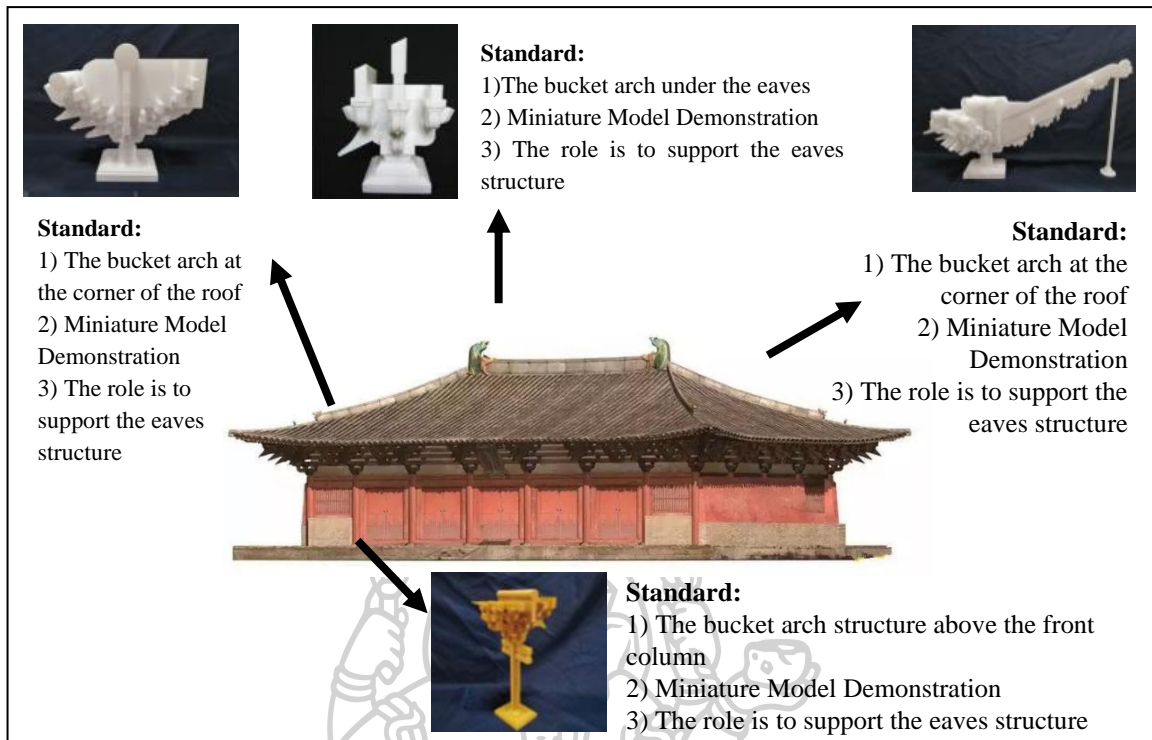 Standard:
1)The bucket arch under the eaves
2) Miniature Model Demonstration
3) The role is to support the eaves
structure
Standard:
1) The bucket arch at
the corner of the roof
2) Miniature Model
Demonstration
3) The role is to
support the eaves
structure
Standard:
1) The bucket arch at the
corner of the roof
2) Miniature Model
Demonstration
3) The role is to support the
eaves structure
Standard:
1) The bucket arch structure above the front
column
2) Miniature Model Demonstration
3) The role is to support the eaves structure